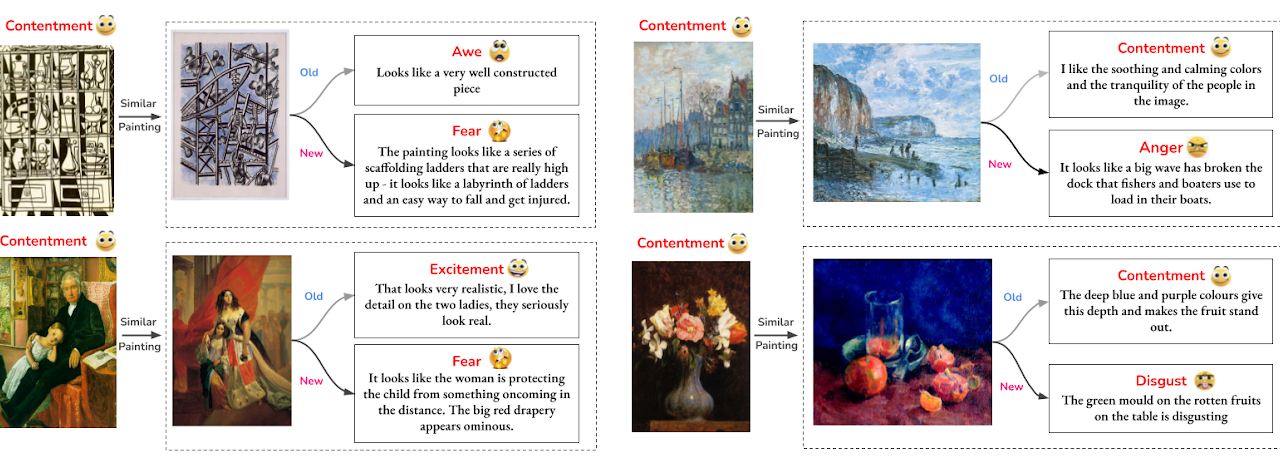 Contentment
Similar
Painting
Old
New
Awe
Looks like a very well constructed
piece
Fear
The painting looks like a series of
scaffolding ladders that are really high
up - it looks like a labyrinth of ladders
and an easy way to fall and get injured.
Contentment
Similar
Painting
Old
New
Contentment
I like the soothing and calming colors
and the tranquility of the people in
the image.
Anger
It looks like a big wave has broken the
dock that fishers and boaters use to
load in their boats.
Contentment
Similar
Painting
Old
New
Excitement
That looks very realistic, I love the
detail on the two ladies, they seriously
look real.
Fear
It looks like the woman is protecting
the child from something oncoming in
the distance. The big red drapery
appears ominous.
Contentment
Similar
Painting
Old
New
Contentment
The deep blue and purple colours give
this depth and makes the fruit stand
out.
Disgust
The green mould on the rotten fruits
on the table is disgusting